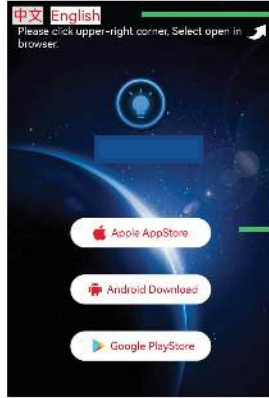 中文 English
Please click upper-right corner, Select open in
browser.
Apple AppStore
Android Download
Google PlayStore